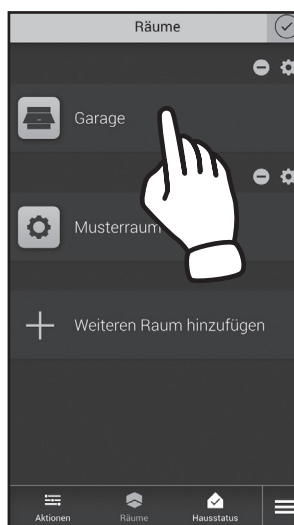 Räume
Garage
Musterraum
Weiteren Raum hinzufügen
Aktionen Räume Hausstatus